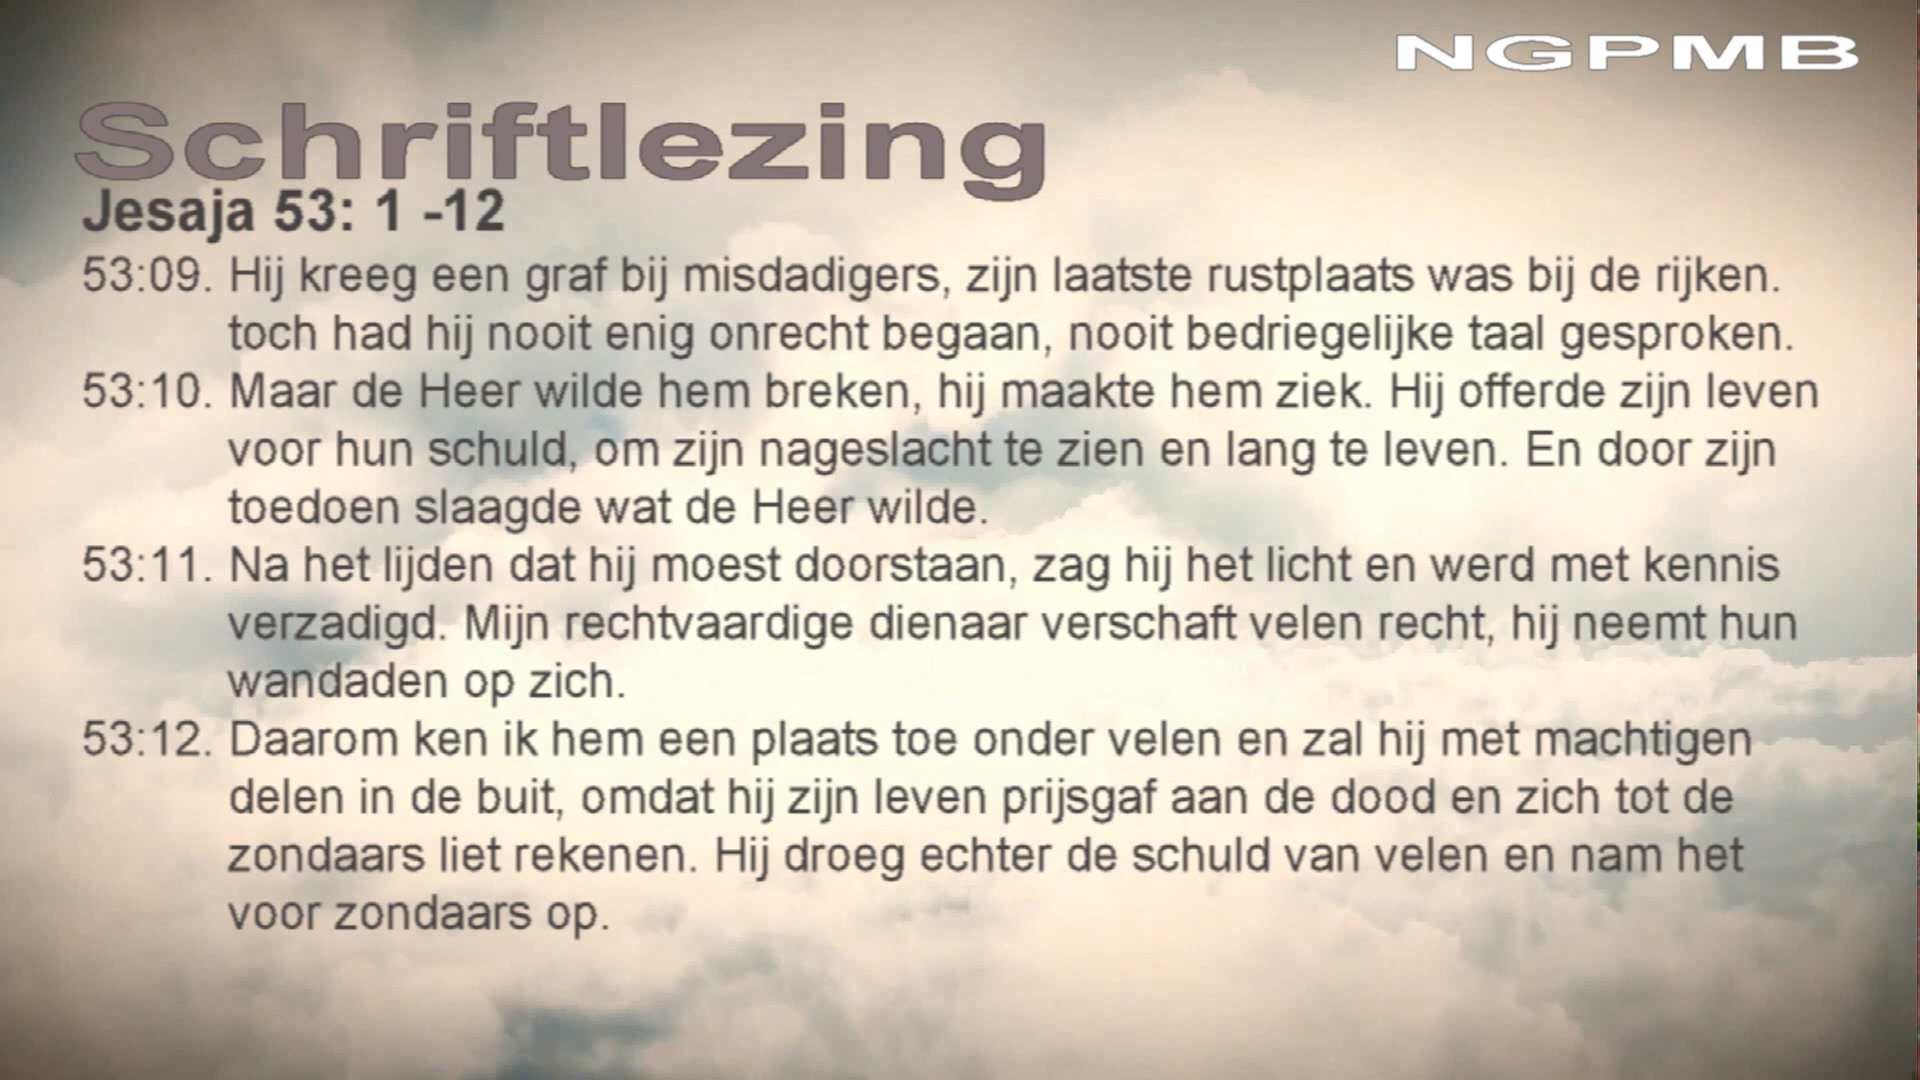 NGPMB
Schriftlezing
Jesaja 53: 1 -12
53:09. Hij kreeg een graf bij misdadigers, zijn laatste rustplaats was bij de rijken.
toch had hij nooit enig onrecht begaan, nooit bedriegelijke taal gesproken.
53:10. Maar de Heer wilde hem breken, hij maakte hem ziek. Hij offerde zijn leven
voor hun schuld, om zijn nageslacht te zien en lang te leven. En door zijn
toedoen slaagde wat de Heer wilde.
53:11. Na het lijden dat hij moest doorstaan, zag hij het licht en werd met kennis
verzadigd. Mijn rechtvaardige dienaar verschaft velen recht, hij neemt hun
wandaden op zich.
53:12. Daarom ken ik hem een plaats toe onder velen en zal hij met machtigen
delen in de buit, omdat hij zijn leven prijsgaf aan de dood en zich tot de
zondaars liet rekenen. Hij droeg echter de schuld van velen en nam het
voor zondaars op.